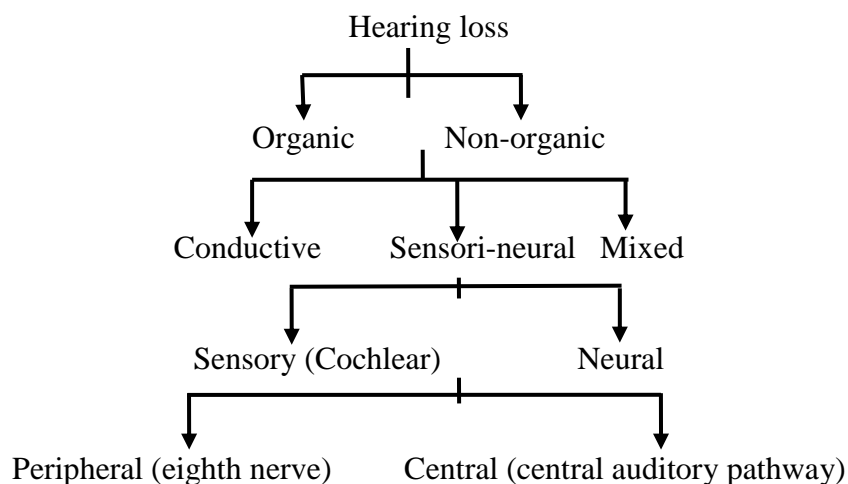 Hearing loss
Organic Non-organic
Conductive Sensori-neural Mixed
Sensory (Cochlear) Neural
Peripheral (eighth nerve) Central (central auditory pathway)